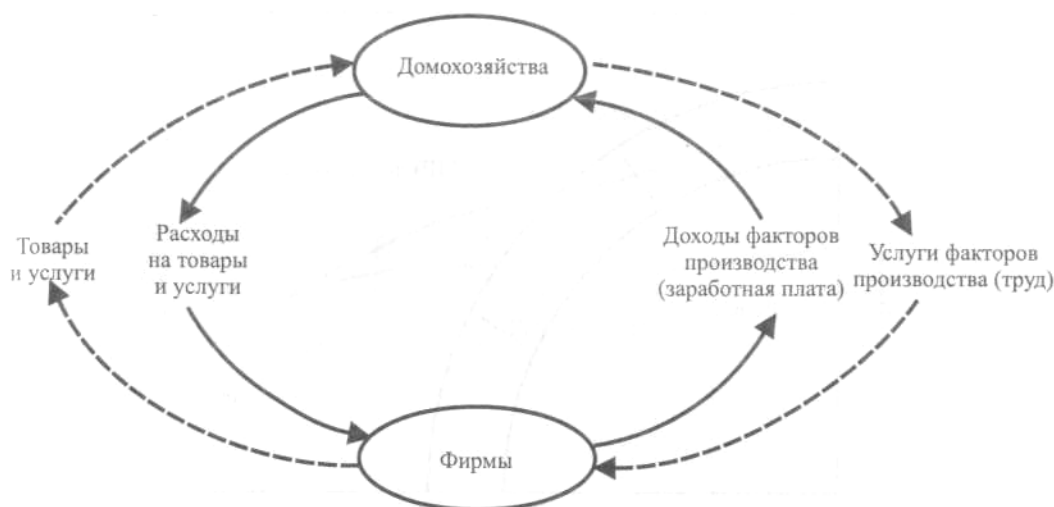 Домохозяйства
Товары
и услуги
Расходы
на товары
и услуги
Доходы факторов
производства
(заработная плата)
Услуги факторов
производства (труд)
Фирмы